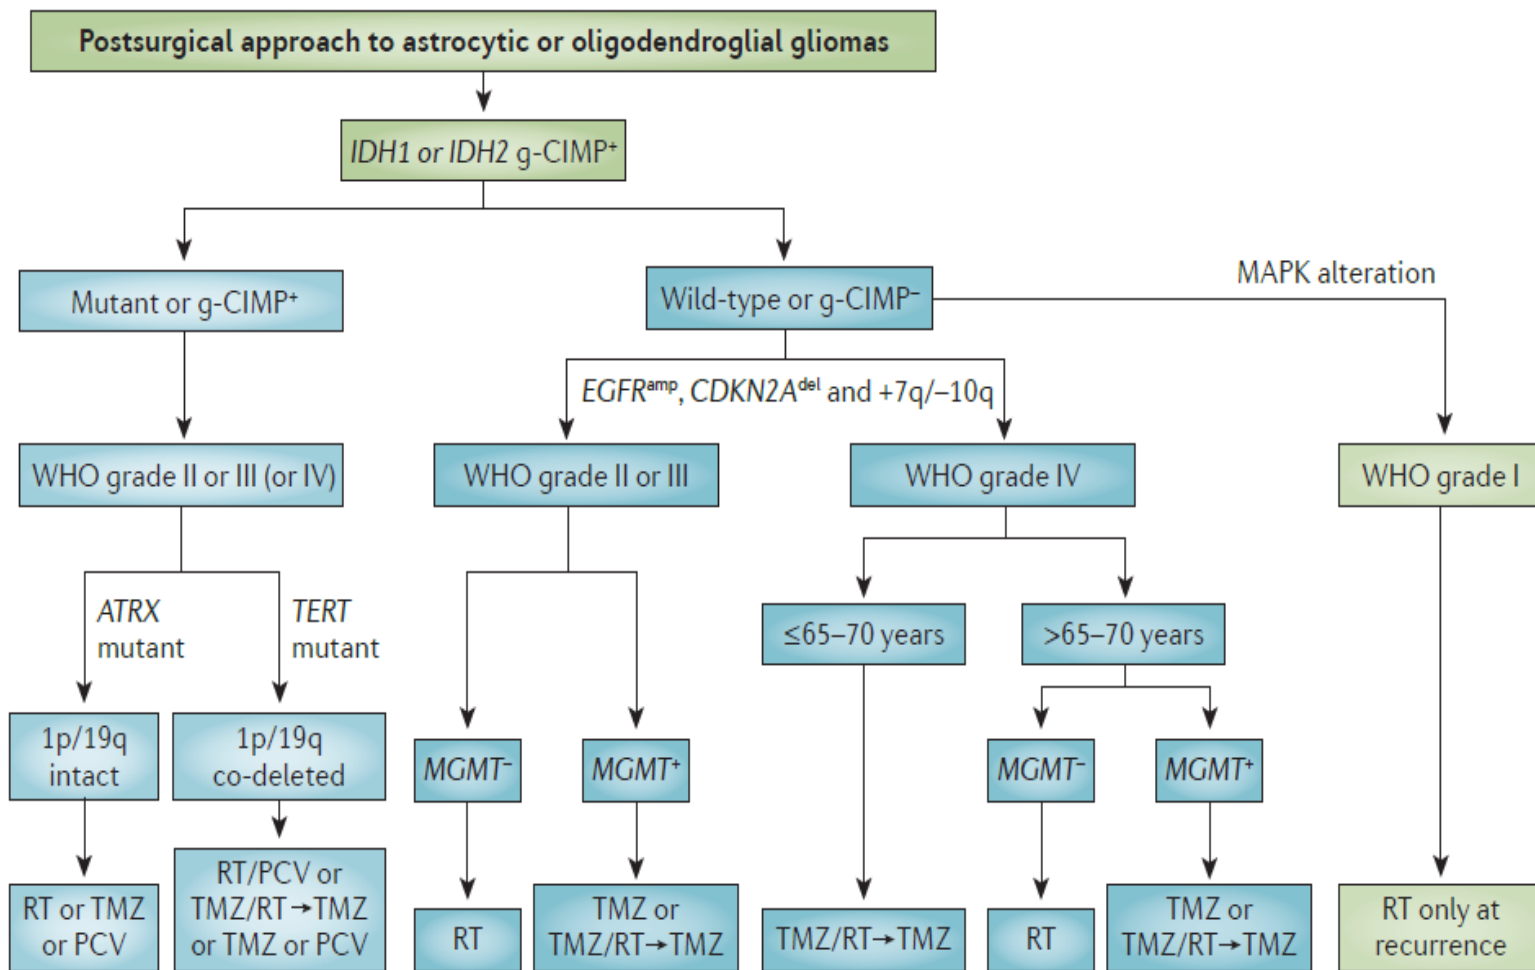 Postsurgical approach to astrocytic or oligodendroglial gliomas
IDH1 or IDH2 g-CIMP⁺
Mutant or g-CIMP⁺
Wild-type or g-CIMP⁻
MAPK alteration
EGFRᵃᵐᵖ, CDKN2Aᵈᵉˡ and +7q/–10q
WHO grade II or III (or IV)
WHO grade II or III
WHO grade IV
WHO grade I
ATRX
mutant
TERT
mutant
≤65–70 years
>65–70 years
1p/19q
intact
1p/19q
co-deleted
MGMT⁻
MGMT⁺
MGMT⁻
MGMT⁺
RT or TMZ
or PCV
RT/PCV or
TMZ/RT→TMZ
or TMZ or PCV
RT
TMZ or
TMZ/RT→TMZ
TMZ/RT→TMZ
RT
TMZ or
TMZ/RT→TMZ
RT only at
recurrence